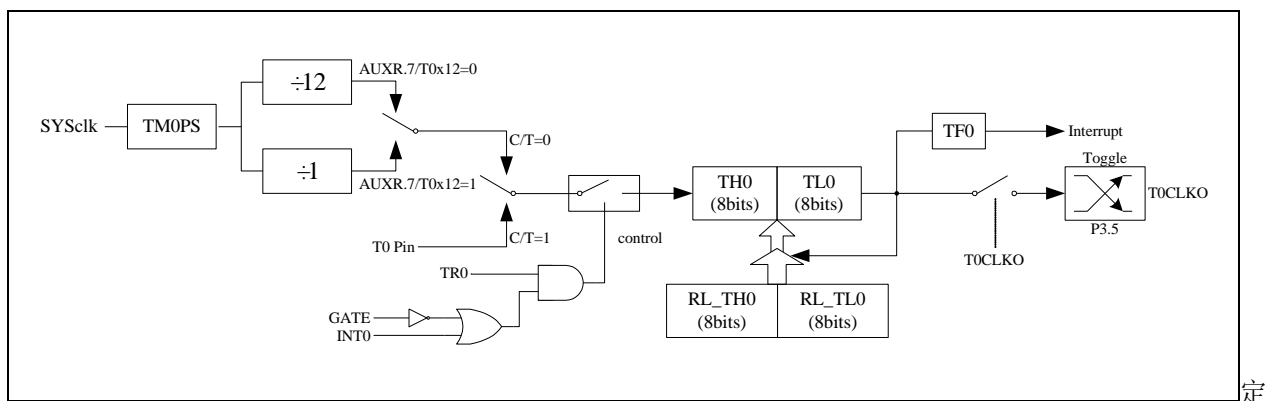 ÷12
AUXR.7/T0x12=0
SYSclk
TM0PS
÷1
AUXR.7/T0x12=1
C/T=0
T0 Pin
C/T=1
control
TR0
GATE
INT0
TH0
(8bits)
TL0
(8bits)
RL_TH0
(8bits)
RL_TL0
(8bits)
TF0
Interrupt
Toggle
T0CLKO
P3.5
T0CLKO
定